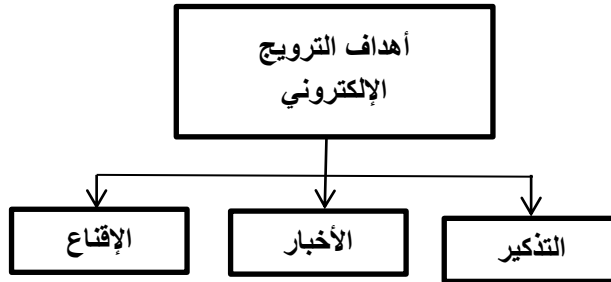 أهداف الترويج
الإلكتروني
التذكير
الأخبار
الإقناع